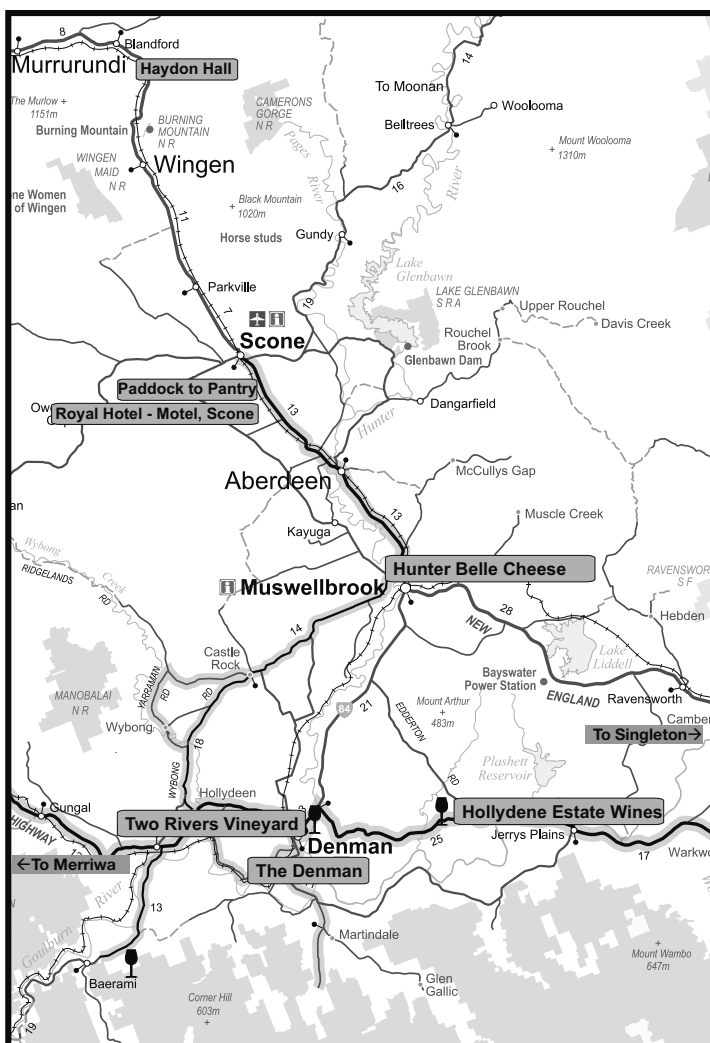 8
Blandford
Murrurundi
Haydon Hall
The Murlow +
1151m
Burning Mountain
BURNING
MOUNTAIN
N R
CAMERONS
GORGE
N R
Pages
River
To Moonan
14
Woolooma
Belltrees
Mount Woolooma
+ 1310m
WINGEN
MAID
N R
Wingen
ne Women
of Wingen
11
16
River
Black Mountain
+
1020m
Horse studs
Gundy
Lake
Glenbawn
Parkville
7
19
LAKE GLENBAWN
S R A
Upper Rouchel
Davis Creek
Rouchel
Brook
Glenbawn Dam
Scone
Paddock to Pantry
Royal Hotel - Motel, Scone
Ow
13
Hunter
Dangarfield
Aberdeen
McCullys Gap
13
Muscle Creek
Kayuga
an
Wybong
Creek
RIDGELANDS
RD
Hunter Belle Cheese
Muswellbrook
RAVENSWOR
S F
Hebden
28
NEW
ENGLAND
Lake
Liddell
14
Castle
Rock
YARRAMAN
RD
RD
MANOBALAI
N R
Wybong
18
WYBONG
84
21
Mount Arthur
+
483m
EDDERTON
RD
Bayswater
Power Station
Ravensworth
Camber
To Singleton→
Plashett
Reservoir
Hollydeen
Gungal
HIGHWAY
Two Rivers Vineyard
Hollydene Estate Wines
Denman
25
Jerrys Plains
17
Warkwo
←To Merriwa
The Denman
River
Goulburn
13
Martindale
Baerami
Glen
Gallic
Corner Hill
603m
+
Mount Wambo
647m
+
19